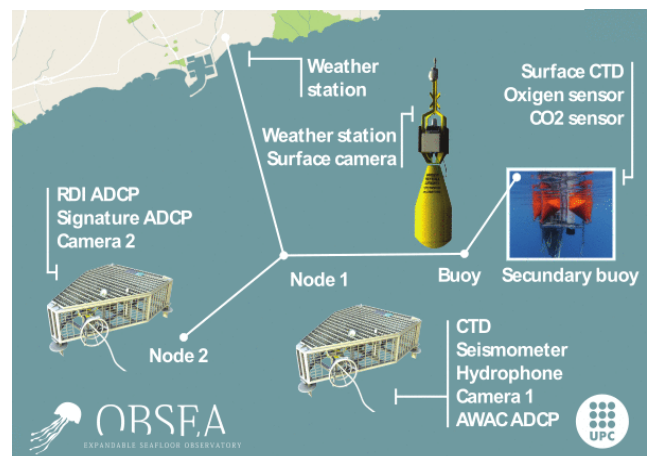 Weather
station
Surface CTD
Oxigen sensor
CO2 sensor
Weather station
Surface camera
RDI ADCP
Signature ADCP
Camera 2
Node 1
Buoy
Secundary buoy
Node 2
CTD
Seismometer
Hydrophone
Camera 1
AWAC ADCP
OBSEA
EXPANDABLE SEAFLOOR OBSERVATORY
UPC